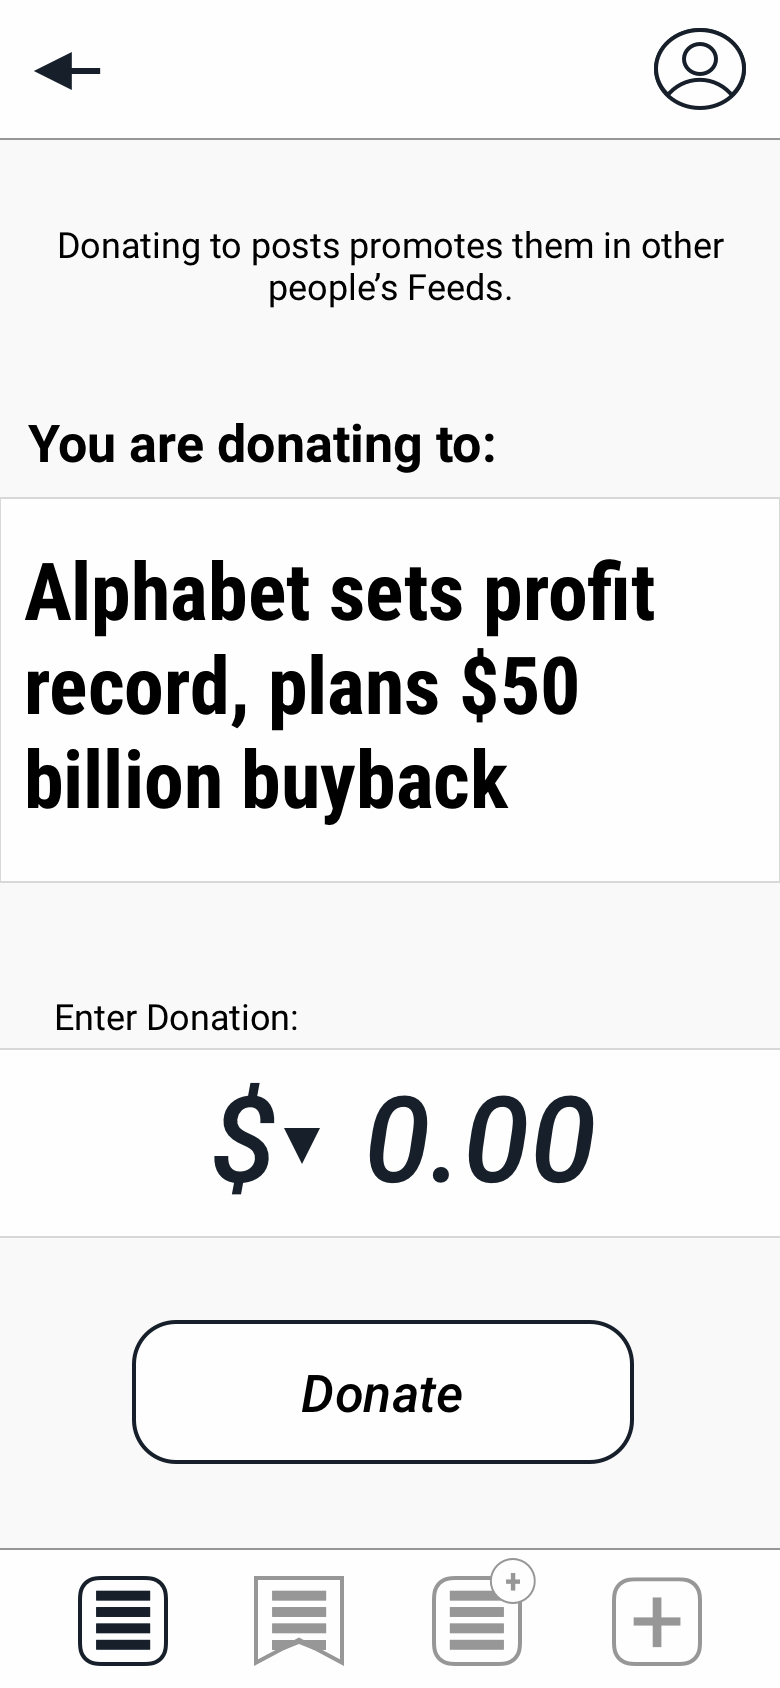 Donating to posts promotes them in other
people’s Feeds.
You are donating to:
Alphabet sets profit
record, plans $50
billion buyback
Enter Donation:
$ 0.00
Donate